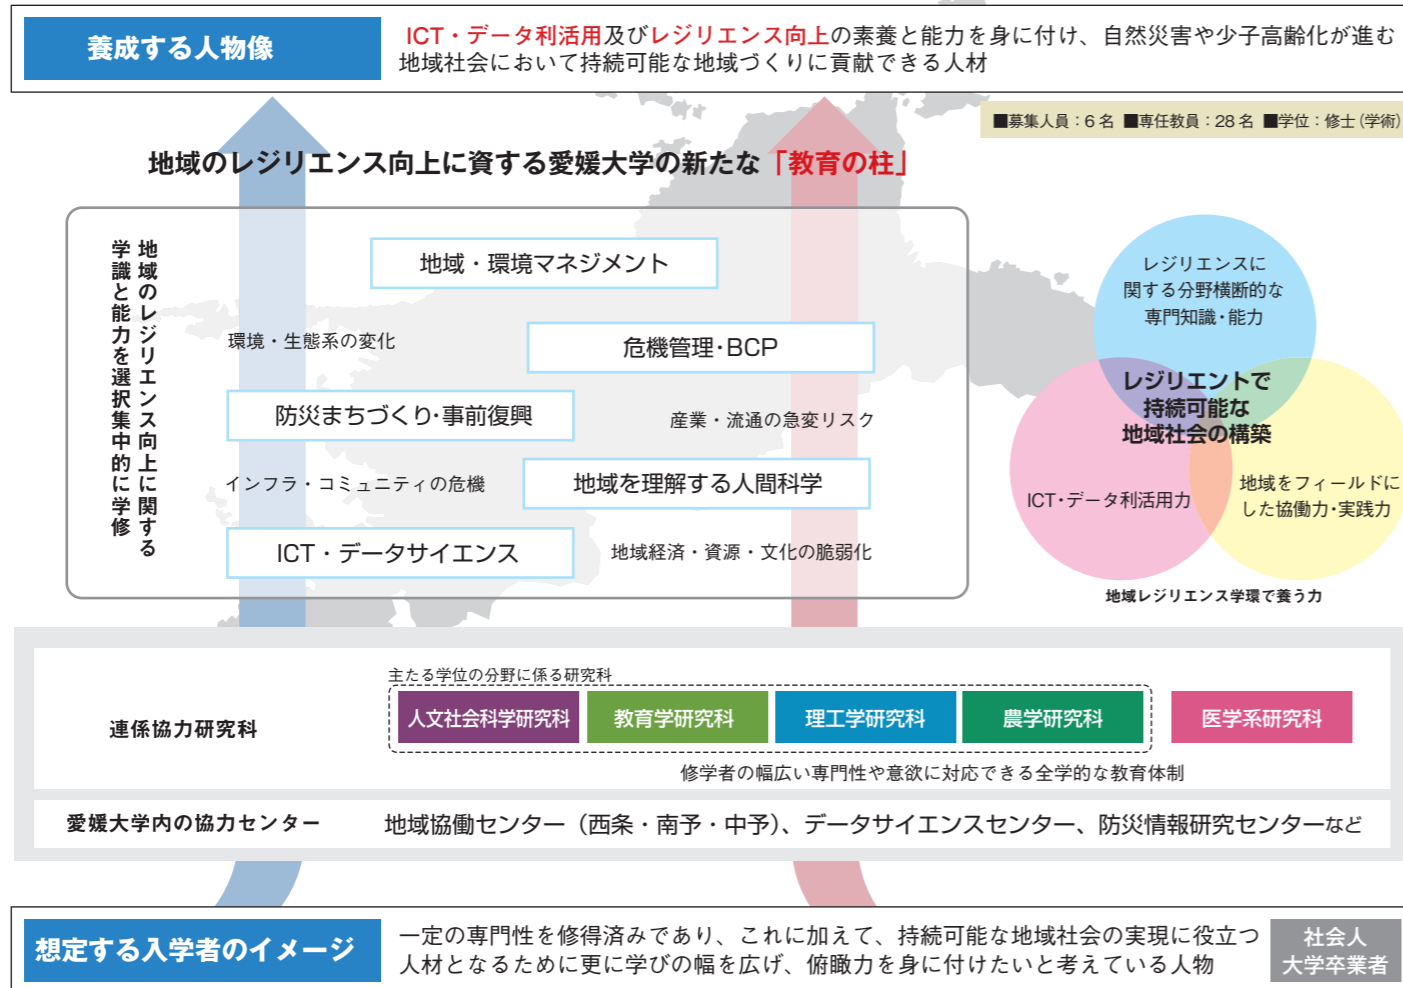 養成する人物像
ICT・データ利活用及びレジリエンス向上の素養と能力を身に付け、自然災害や少子高齢化が進む
地域社会において持続可能な地域づくりに貢献できる人材
■募集人員：6名 ■専任教員：28名 ■学位：修士（学術）
地域のレジリエンス向上に資する愛媛大学の新たな「教育の柱」
地域のレジリエンス向上に関する
学識と能力を選択集中的に学修
地域・環境マネジメント
環境・生態系の変化
危機管理・BCP
防災まちづくり・事前復興
産業・流通の急変リスク
インフラ・コミュニティの危機
地域を理解する人間科学
ICT・データサイエンス
地域経済・資源・文化の脆弱化
レジリエンスに
関する分野横断的な
専門知識・能力
レジリエントで
持続可能な
地域社会の構築
ICT・データ利活用力
地域をフィールドに
した協働力・実践力
地域レジリエンス学環で養う力
主たる学位の分野に係る研究科
連係協力研究科
人文社会科学研究科
教育学研究科
理工学研究科
農学研究科
医学系研究科
修学者の幅広い専門性や意欲に対応できる全学的な教育体制
愛媛大学内の協力センター
地域協働センター（西条・南予・中予）、データサイエンスセンター、防災情報研究センターなど
想定する入学者のイメージ
一定の専門性を修得済みであり、これに加えて、持続可能な地域社会の実現に役立つ
人材となるために更に学びの幅を広げ、俯瞰力を身に付けたいと考えている人物
社会人
大学卒業者